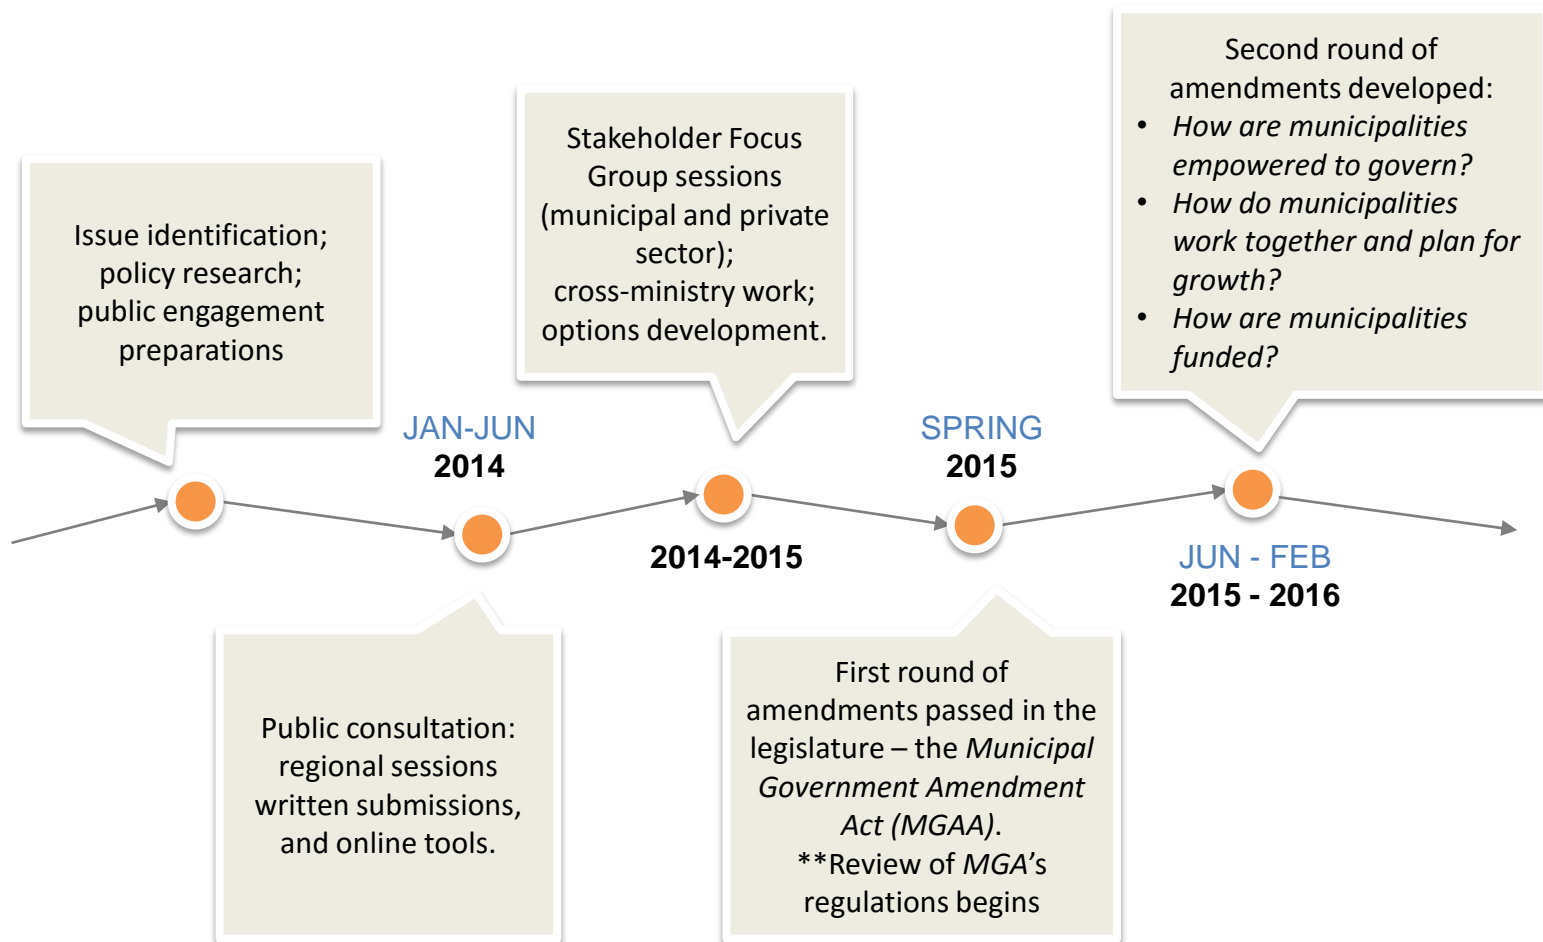 Issue identification;
policy research;
public engagement
preparations
JAN-JUN
2014
Public consultation:
regional sessions
written submissions,
and online tools.
Stakeholder Focus
Group sessions
(municipal and private
sector);
cross-ministry work;
options development.
2014-2015
SPRING
2015
First round of
amendments passed in the
legislature – the Municipal
Government Amendment
Act (MGAA).
**Review of MGA's
regulations begins
Second round of
amendments developed:
• How are municipalities
empowered to govern?
• How do municipalities
work together and plan for
growth?
• How are municipalities
funded?
JUN - FEB
2015 - 2016